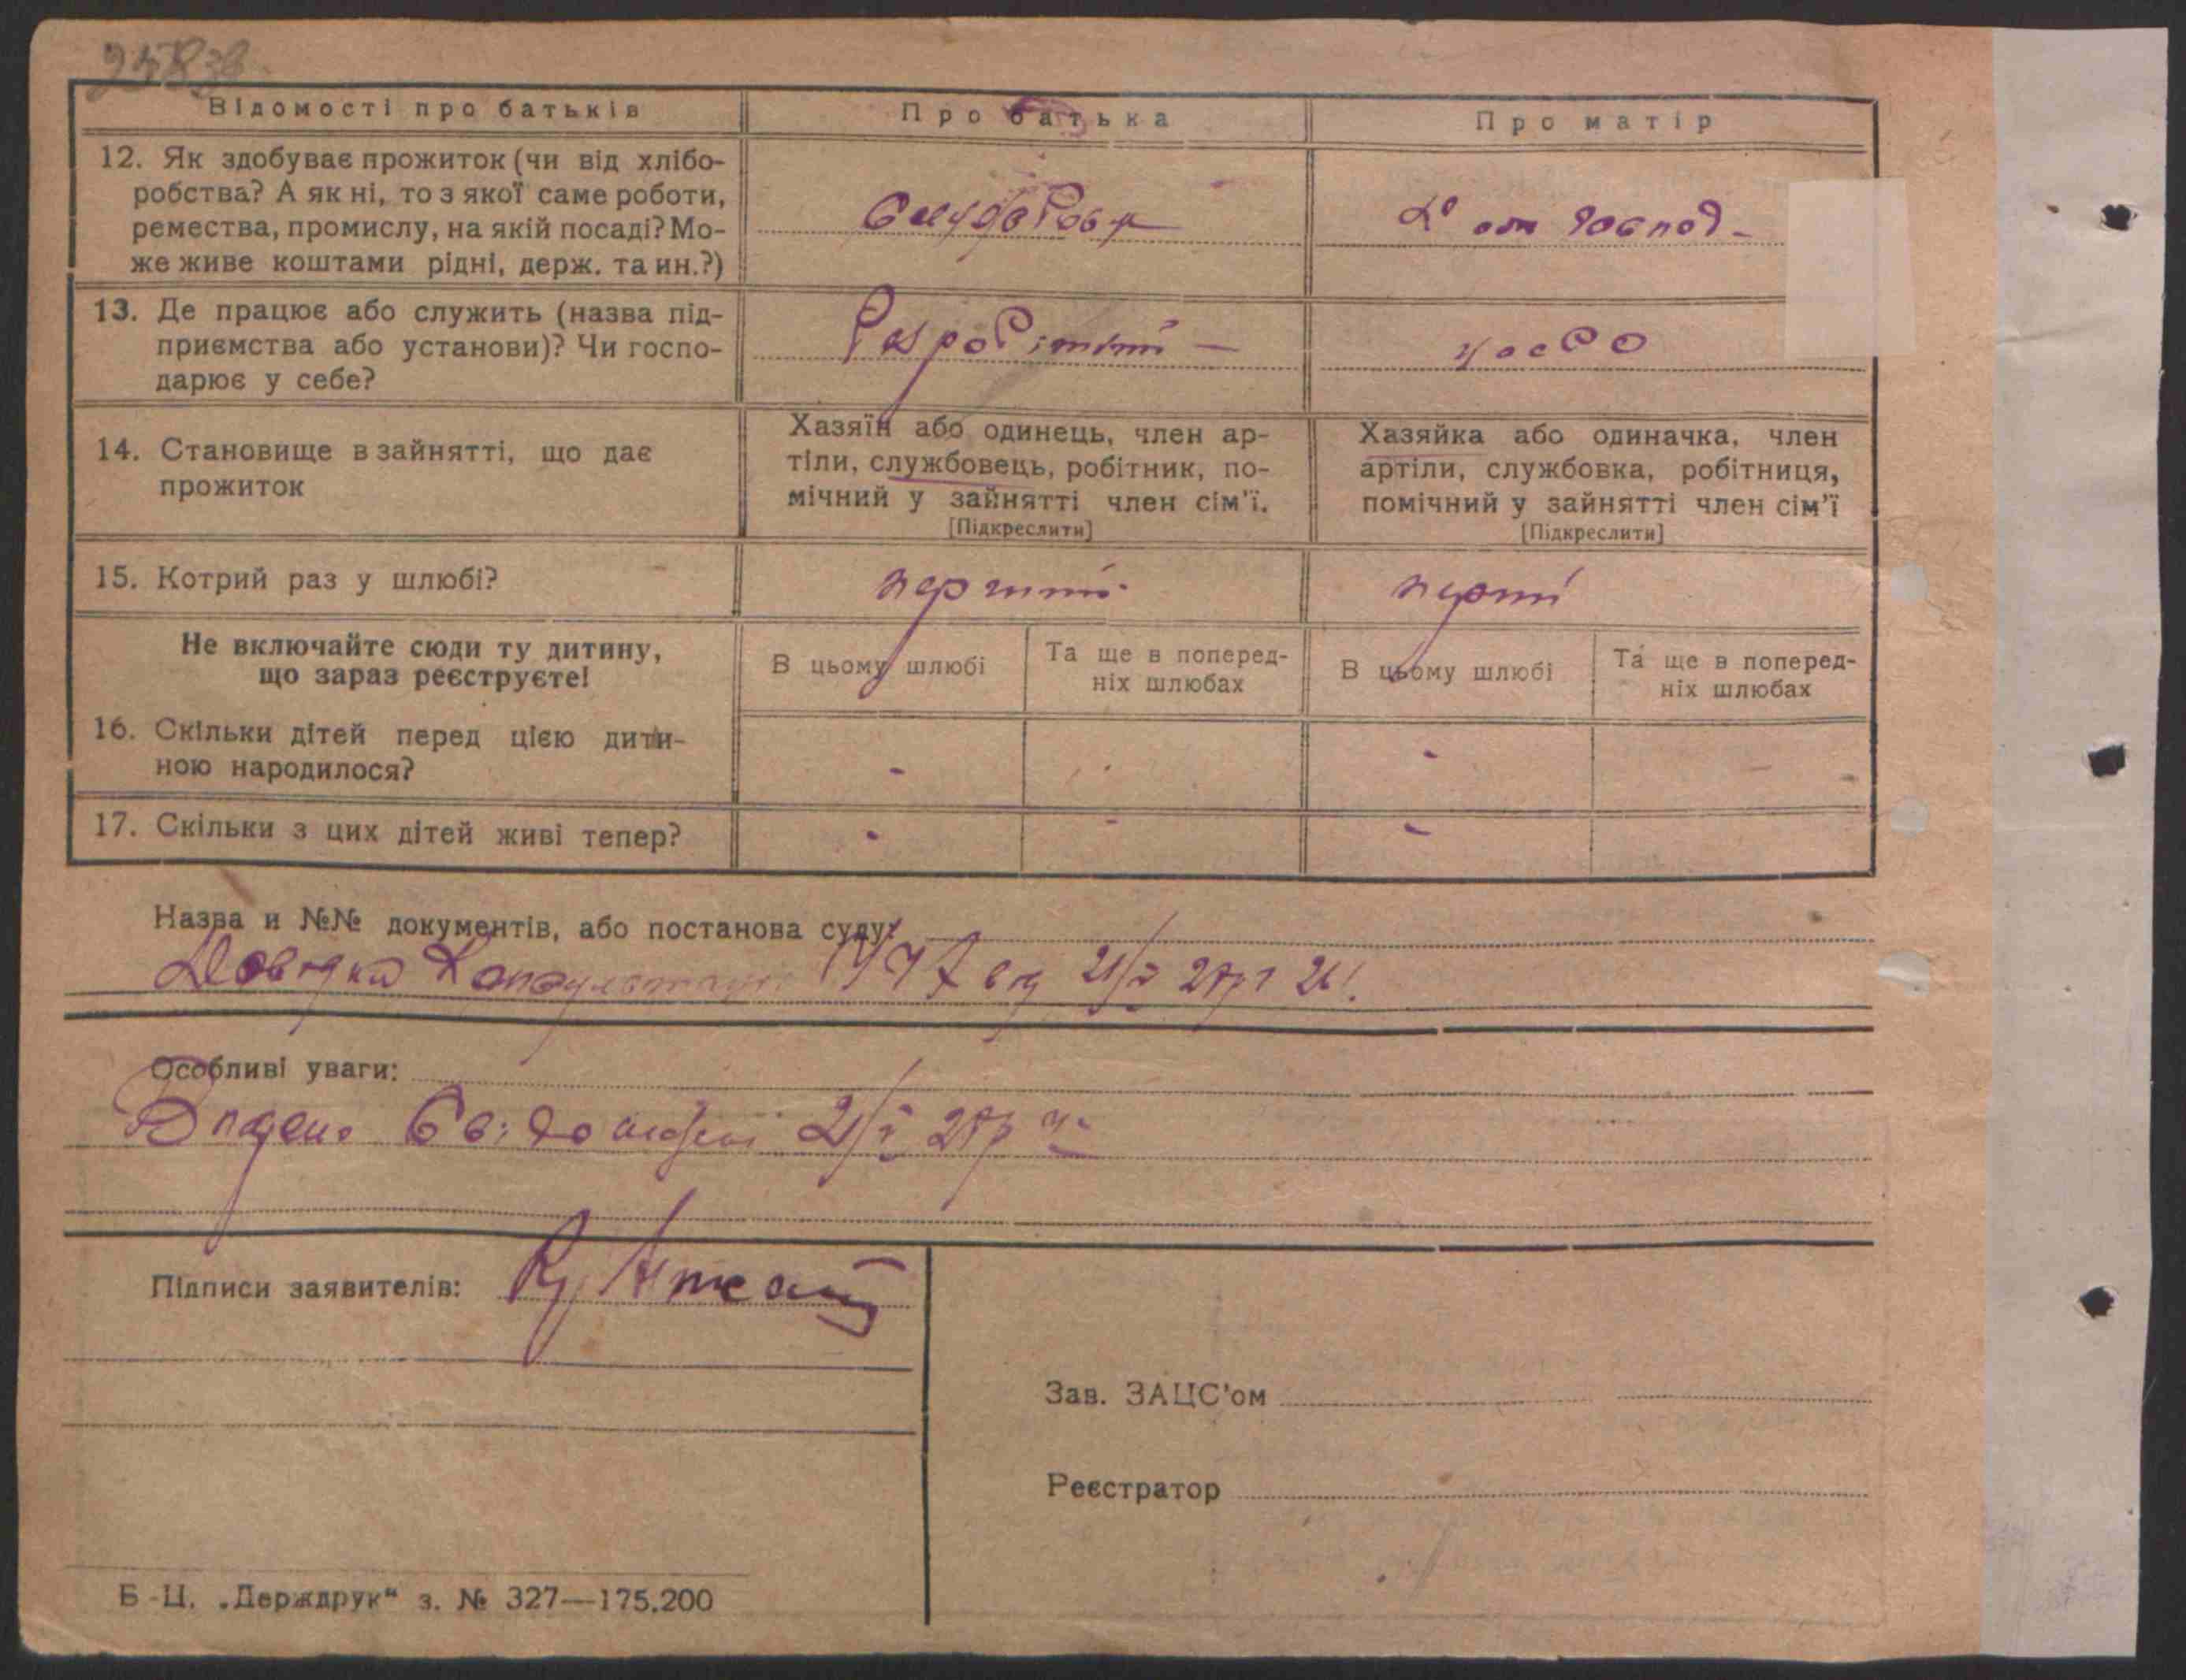 Відомості про батьків
Про батька
Про матір
12. Як здобуває прожиток (чи від хлібо-
робства? А як ні, то з якої саме роботи,
ремества, промислу, на якій посаді? Мо-
же живе коштами рідні, держ. та ин.?)
13. Де працює або служить (назва під-
приємства або установи)? Чи госпо-
дарює у себе?
Безробітний —
14. Становище в зайнятті, що дає
прожиток
Хазяїн або одинець, член ар-
тіли, службовець, робітник, по-
мічний у зайнятті член сім'ї.
[Підкреслити]
Хазяйка або одиначка, член
артіли, службовка, робітниця,
помічний у зайнятті член сім'ї
[Підкреслити]
15. Котрий раз у шлюбі?
перший
перший
Не включайте сюди ту дитину,
що зараз реєструєте!
В цьому шлюбі
Та ще в поперед-
ніх шлюбах
В цьому шлюбі
Та ще в поперед-
ніх шлюбах
16. Скільки дітей перед цією дити-
ною народилося?
-
-
17. Скільки з цих дітей живі тепер?
-
-
-
Назва и №№ документів, або постанова суду:
Довідка Консультації
Особливі уваги:
Видано
Підписи заявителів:
Зав. ЗАЦС'ом
Реєстратор
Б-Ц. „Держдрук“ з. № 327—175.200